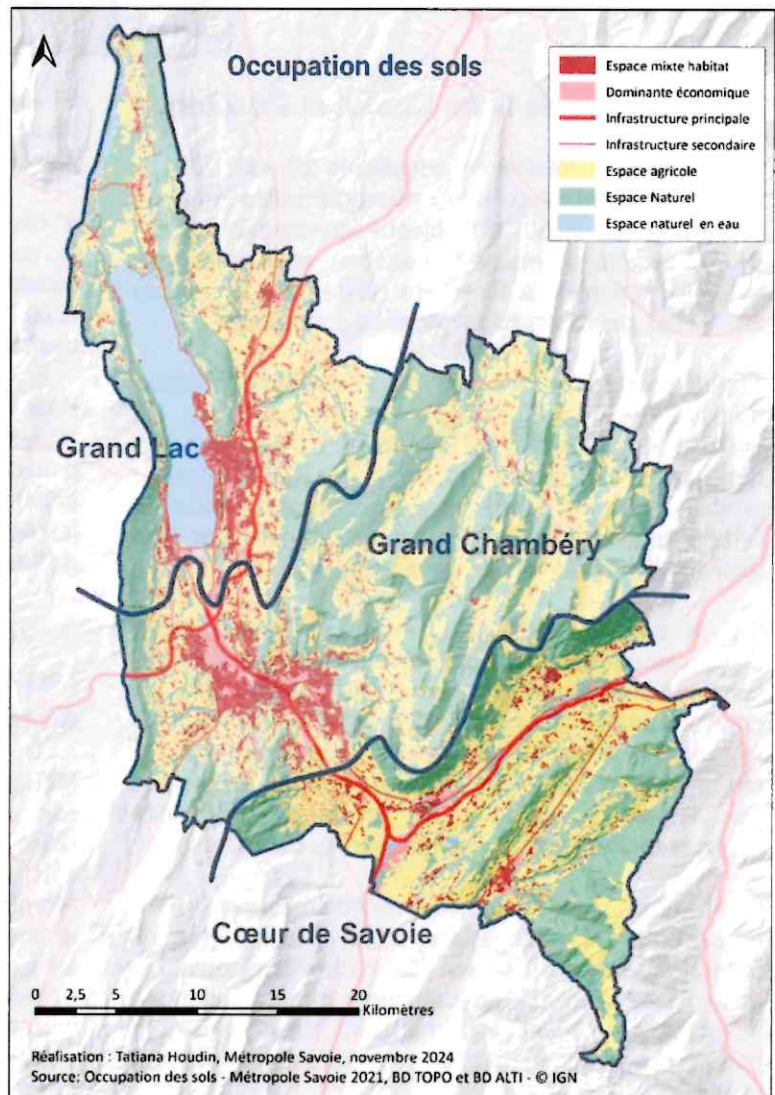 Occupation des sols
Espace mixte habitat
Dominante économique
Infrastructure principale
Infrastructure secondaire
Espace agricole
Espace Naturel
Espace naturel en eau
Grand Lac
Grand Chambéry
Cœur de Savoie
0 2,5 5 10 15 20
Kilomètres
Réalisation : Tatiana Houdin, Métropole Savoie, novembre 2024
Source: Occupation des sols - Métropole Savoie 2021, BD TOPO et BD ALTI - © IGN